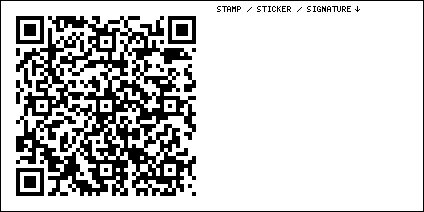 STAMP / STICKER / SIGNATURE ↓